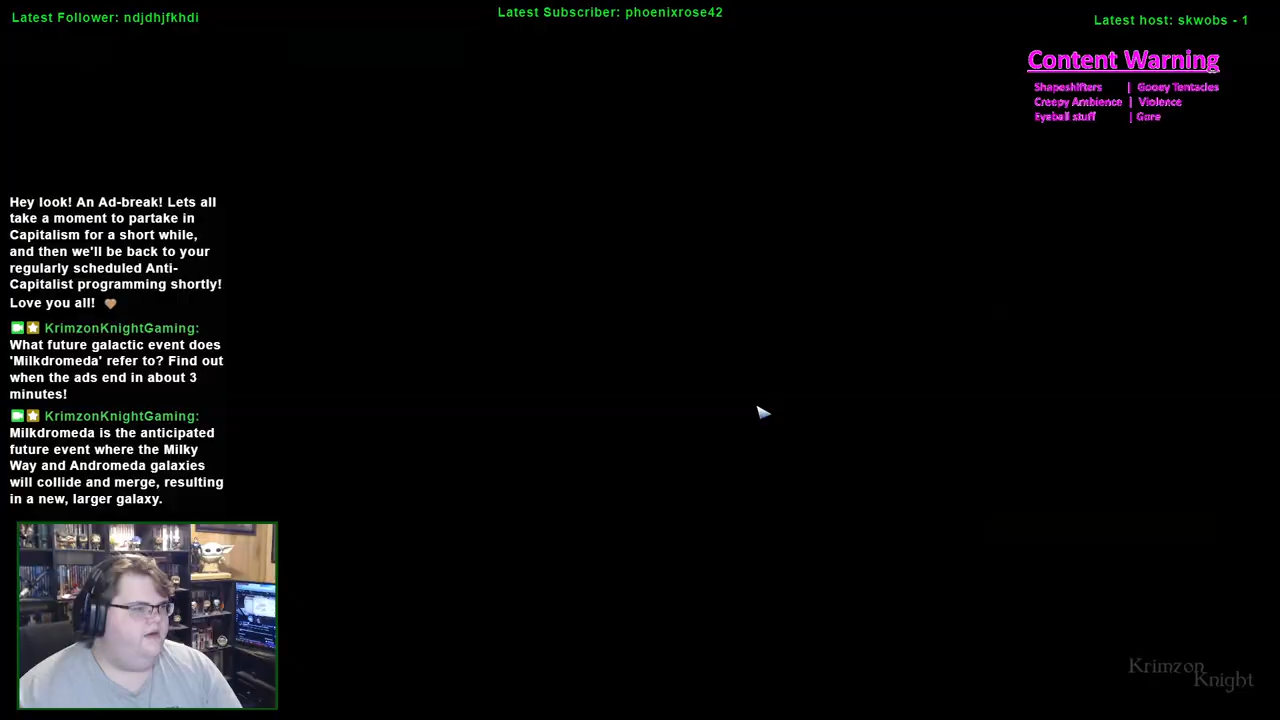 Latest Follower: ndjdhjfkhdi
Latest Subscriber: phoenixrose42
Latest host: skwobs - 1
Content Warning
Shapeshifters | Gooey Tentacles
Creepy Ambience | Violence
Eyeball stuff | Gore
Hey look! An Ad-break! Lets all
take a moment to partake in
Capitalism for a short while,
and then we'll be back to your
regularly scheduled Anti-
Capitalist programming shortly!
Love you all!
KrimzonKnightGaming:
What future galactic event does
'Milkdromeda' refer to? Find out
when the ads end in about 3
minutes!
KrimzonKnightGaming:
Milkdromeda is the anticipated
future event where the Milky
Way and Andromeda galaxies
will collide and merge, resulting
in a new, larger galaxy.
Krimzon
Knight